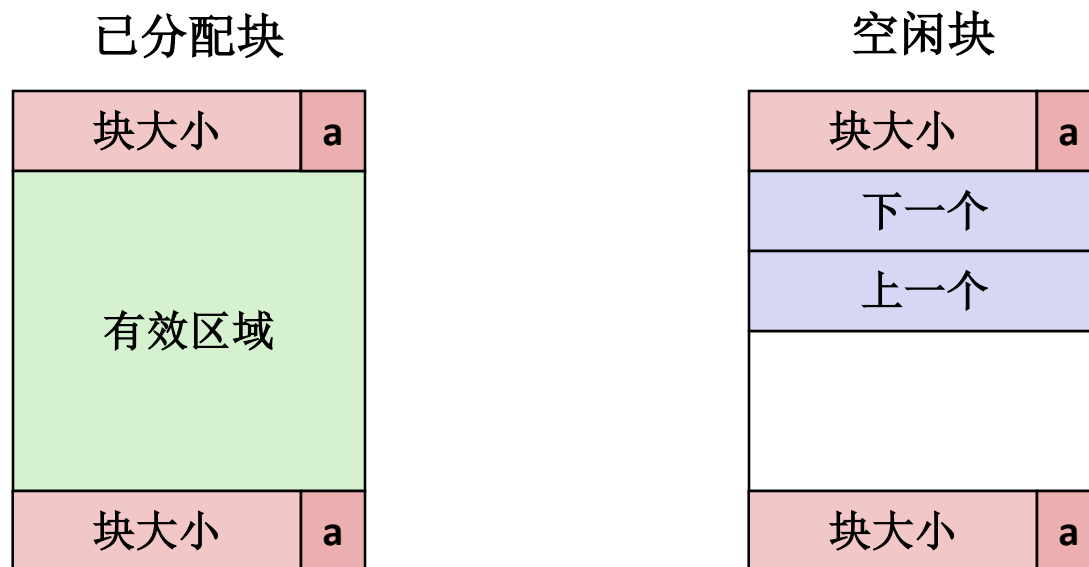 已分配块
块大小 a
有效区域
块大小 a
空闲块
块大小 a
下一个
上一个
块大小 a